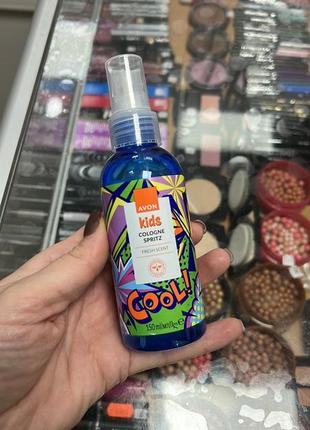 AVON
kids
COLOGNE
SPRITZ
FRESH SCENT
COOL!
150 ml